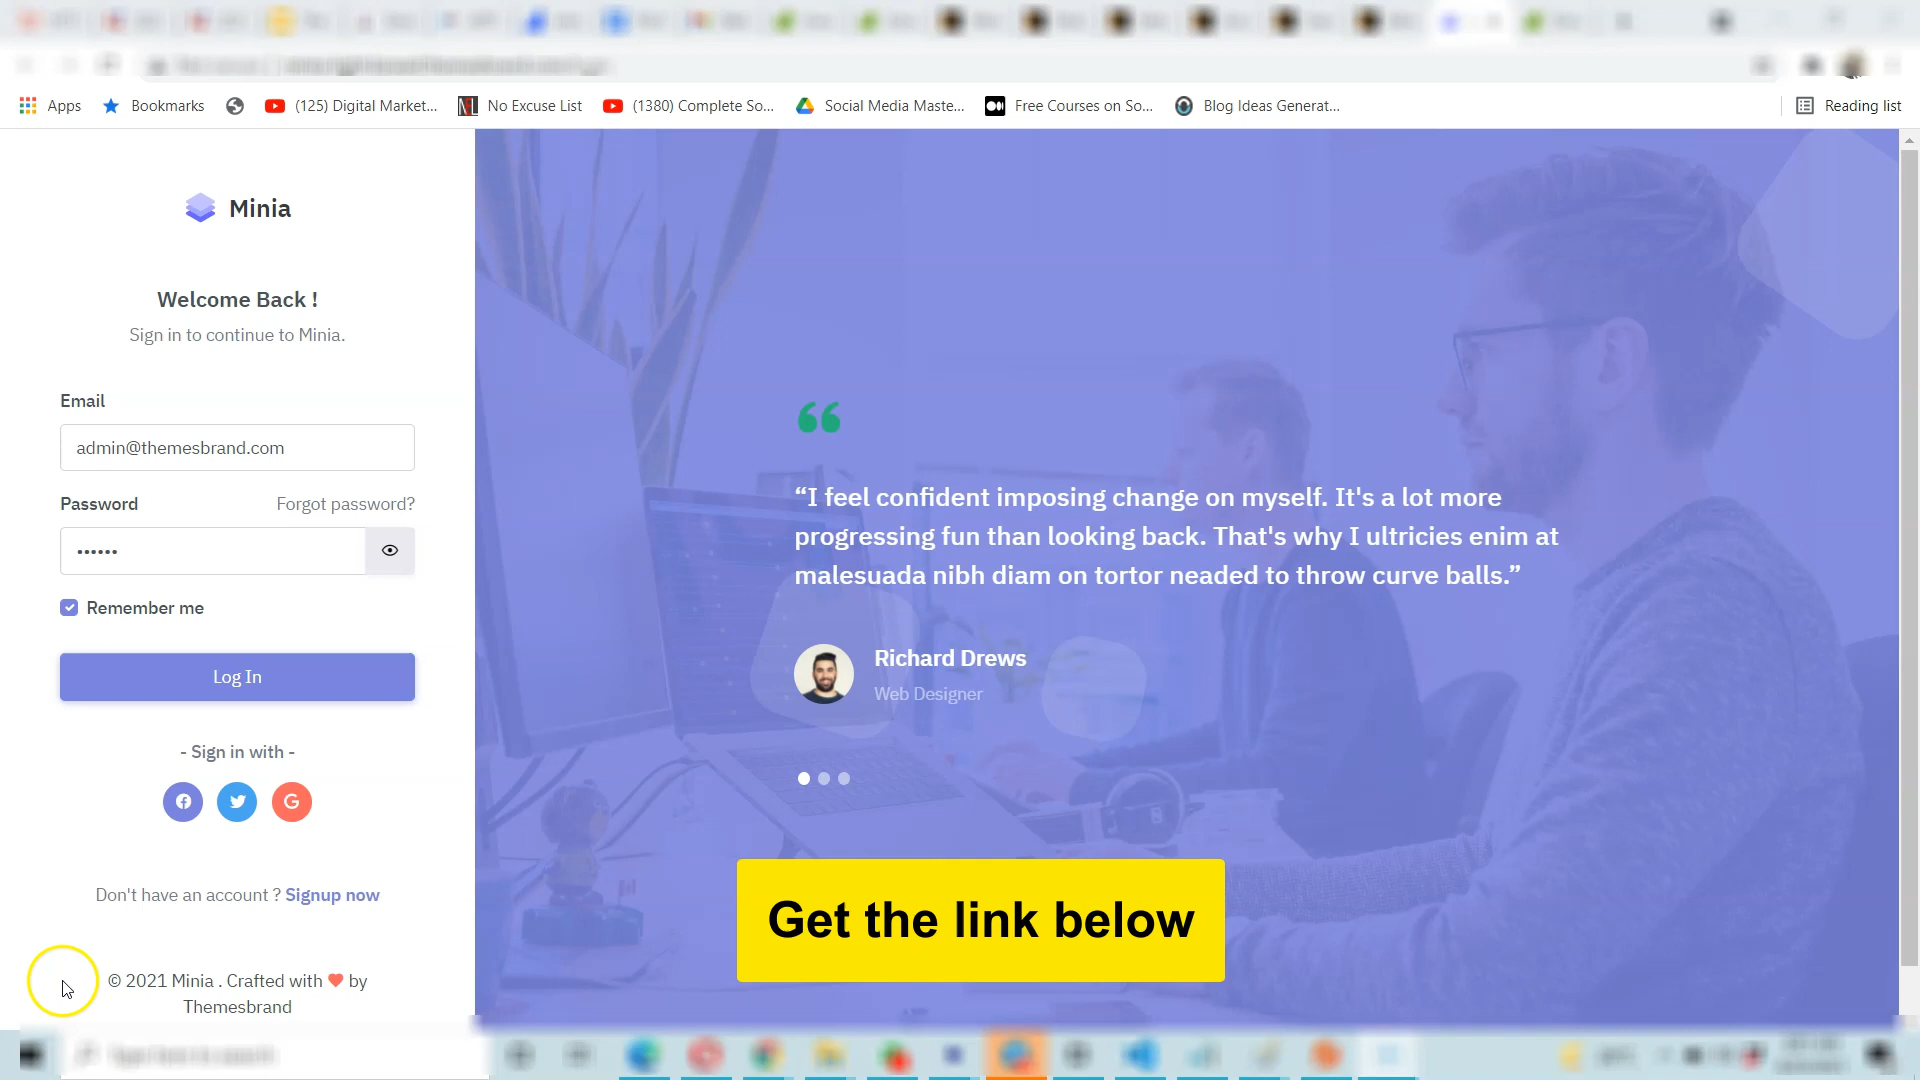 Apps
Bookmarks
(125) Digital Market...
No Excuse List
(1380) Complete So...
Social Media Maste...
Free Courses on So...
Blog Ideas Generat...
Reading list
Minia
Welcome Back !
Sign in to continue to Minia.
Email
admin@themesbrand.com
Password
Forgot password?
••••••
Remember me
Log In
- Sign in with -
Don't have an account ? Signup now
© 2021 Minia . Crafted with ❤ by
Themesbrand
“I feel confident imposing change on myself. It's a lot more
progressing fun than looking back. That's why I ultricies enim at
malesuada nibh diam on tortor neaded to throw curve balls.”
Richard Drews
Web Designer
Get the link below